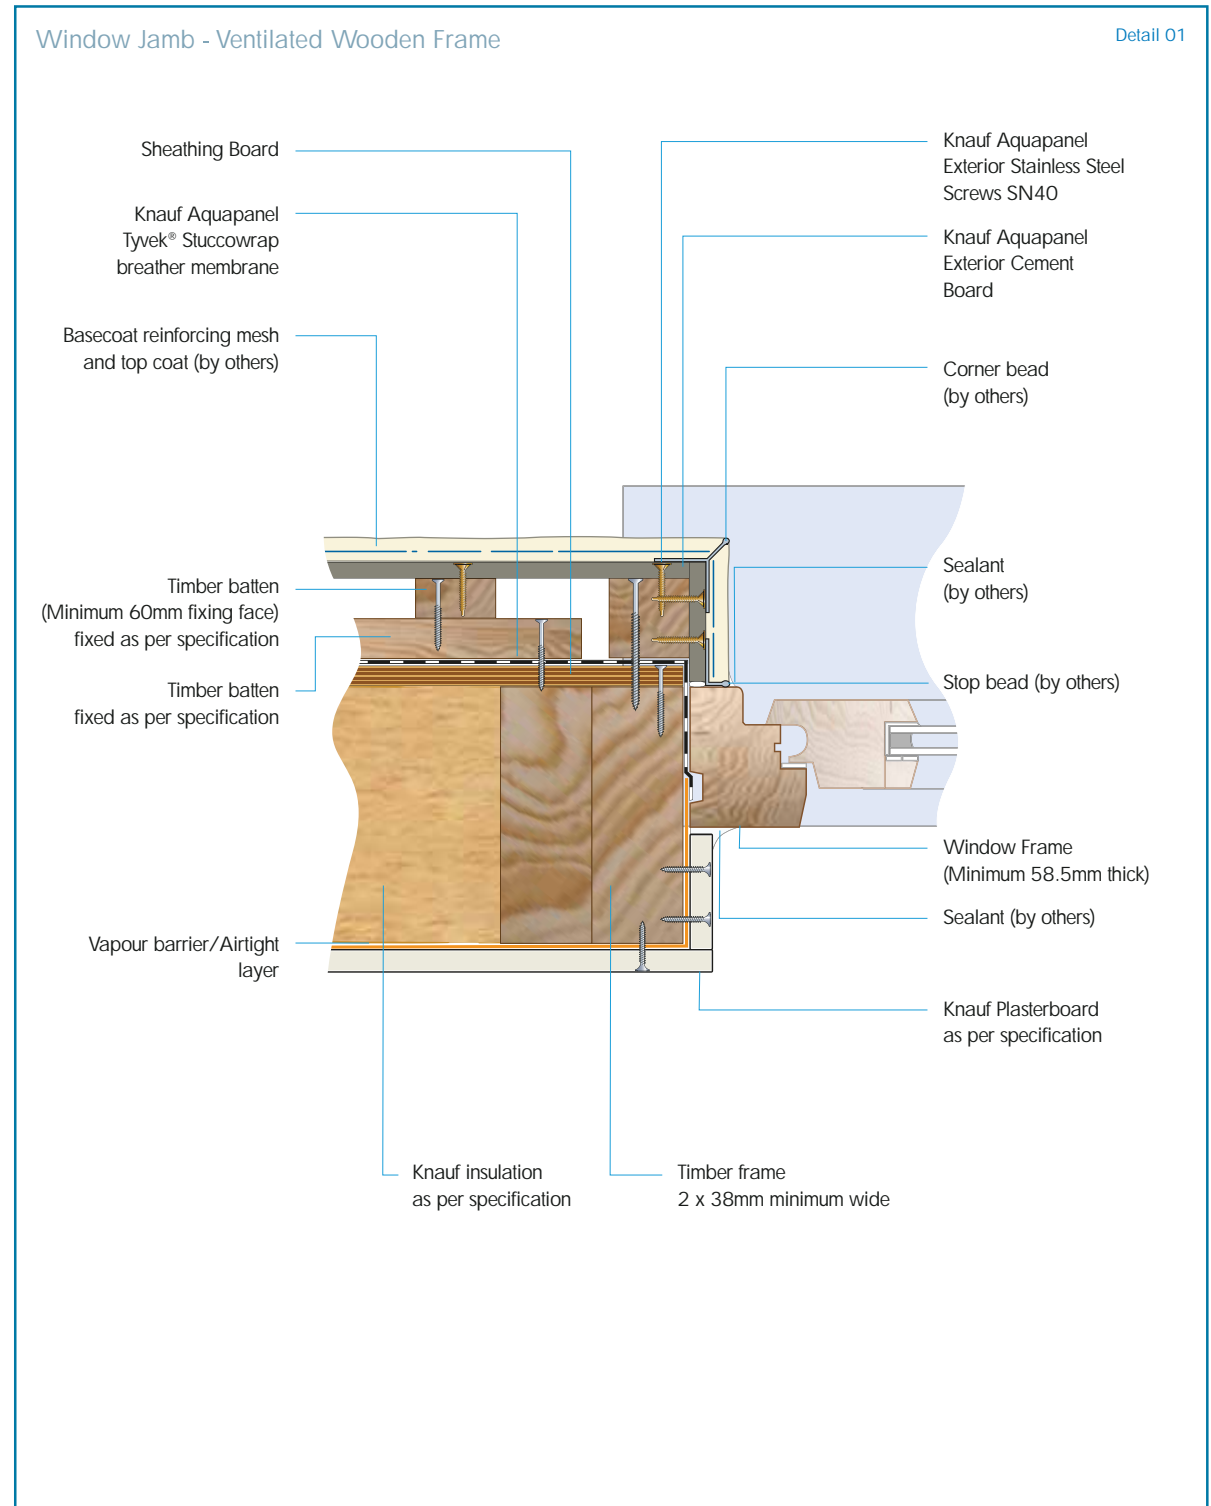 Window Jamb - Ventilated Wooden Frame
Detail 01
Sheathing Board
Knauf Aquapanel
Tyvek® Stuccowrap
breather membrane
Basecoat reinforcing mesh
and top coat (by others)
Timber batten
(Minimum 60mm fixing face)
fixed as per specification
Timber batten
fixed as per specification
Vapour barrier/Airtight
layer
Knauf Aquapanel
Exterior Stainless Steel
Screws SN40
Knauf Aquapanel
Exterior Cement
Board
Corner bead
(by others)
Sealant
(by others)
Stop bead (by others)
Window Frame
(Minimum 58.5mm thick)
Sealant (by others)
Knauf Plasterboard
as per specification
Knauf insulation
as per specification
Timber frame
2 x 38mm minimum wide